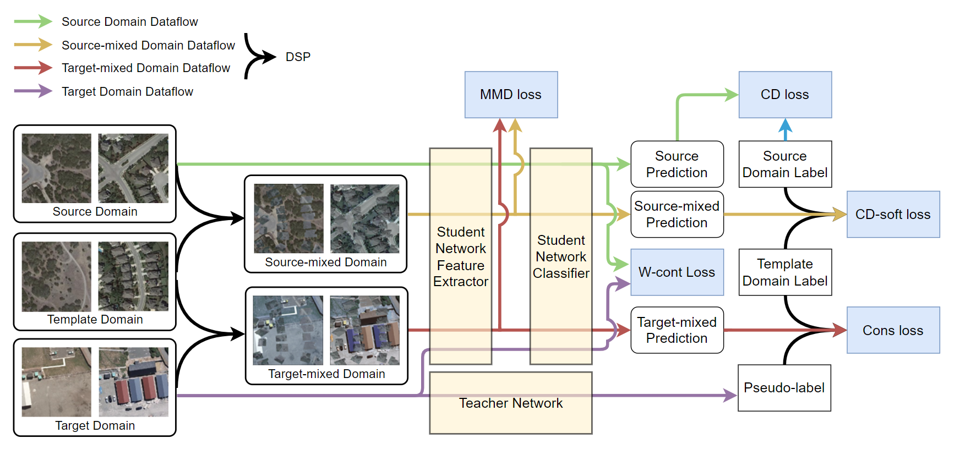 Source Domain Dataflow
Source-mixed Domain Dataflow
DSP
Target-mixed Domain Dataflow
Target Domain Dataflow
MMD loss
CD loss
Source Domain
Template Domain
Target Domain
Source-mixed Domain
Target-mixed Domain
Student
Network
Feature
Extractor
Student
Network
Classifier
Teacher Network
Source
Prediction
Source-mixed
Prediction
W-cont Loss
Target-mixed
Prediction
Source
Domain Label
Template
Domain Label
Pseudo-label
CD-soft loss
Cons loss